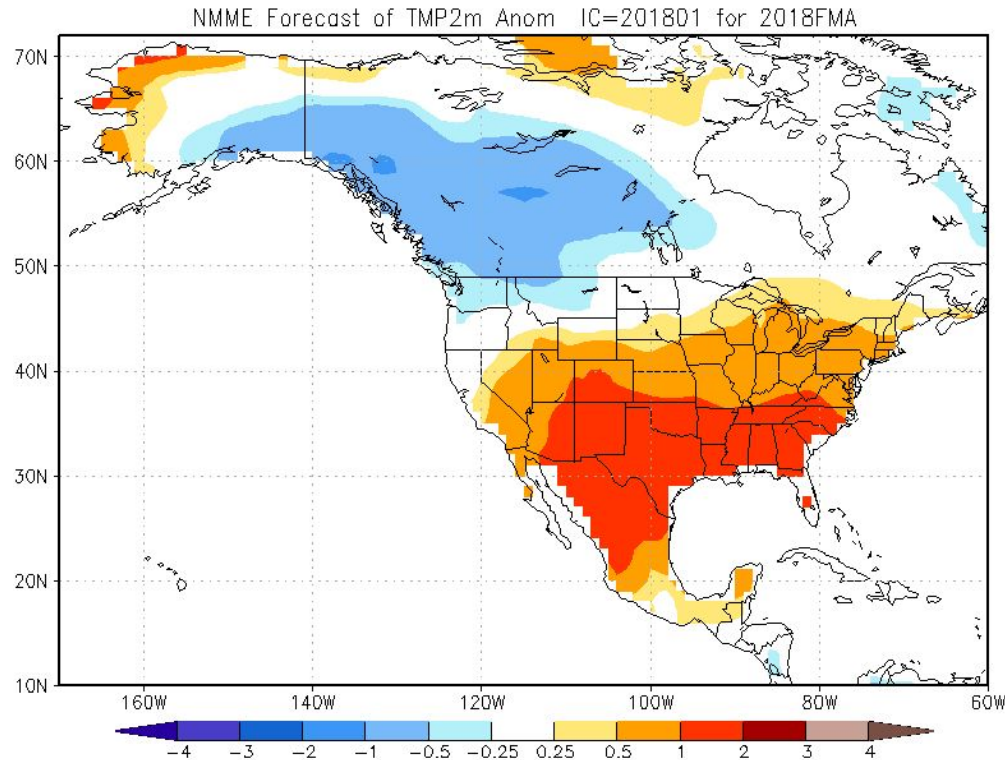 NMME Forecast of TMP2m Anom IC=201801 for 2018FMA
70N
60N
50N
40N
30N
20N
10N
160W 140W 120W 100W 80W 60W
-4 -3 -2 -1 -0.5 -0.25 0.25 0.5 1 2 3 4